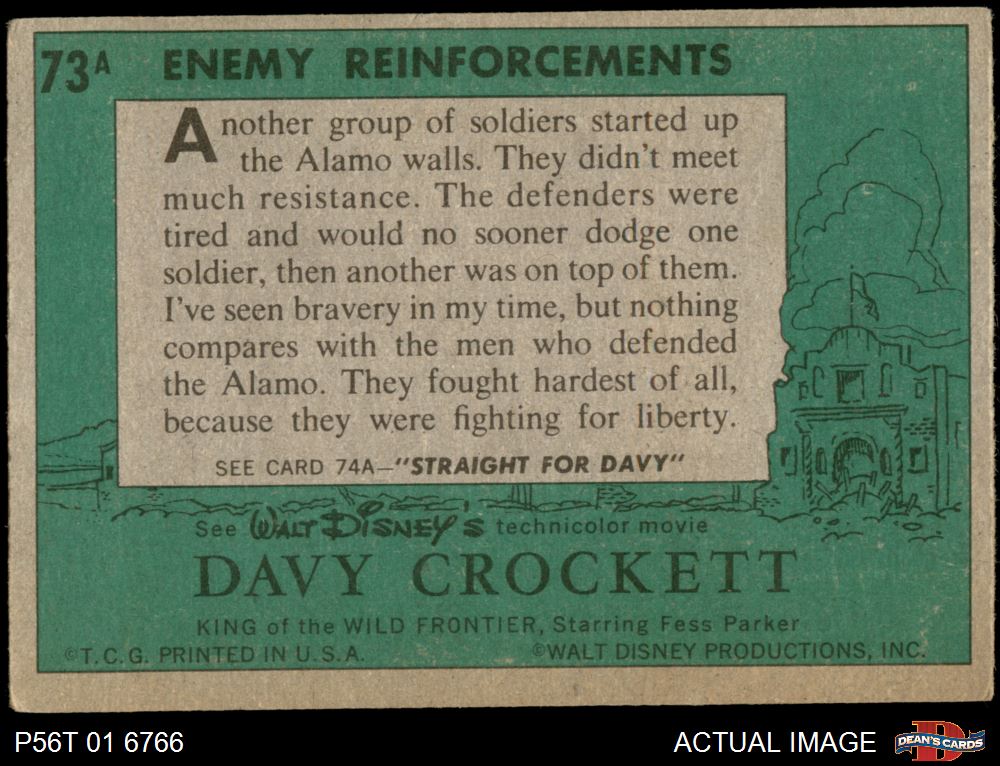 73A ENEMY REINFORCEMENTS
Another group of soldiers started up
the Alamo walls. They didn't meet
much resistance. The defenders were
tired and would no sooner dodge one
soldier, then another was on top of them.
I've seen bravery in my time, but nothing
compares with the men who defended
the Alamo. They fought hardest of all,
because they were fighting for liberty.
SEE CARD 74A—"STRAIGHT FOR DAVY"
See WALT DISNEY'S technicolor movie
DAVY CROCKETT
KING of the WILD FRONTIER, Starring Fess Parker
©T.C.G. PRINTED IN U.S.A. ©WALT DISNEY PRODUCTIONS, INC.
P56T 01 6766 ACTUAL IMAGE DEAN'S CARDS